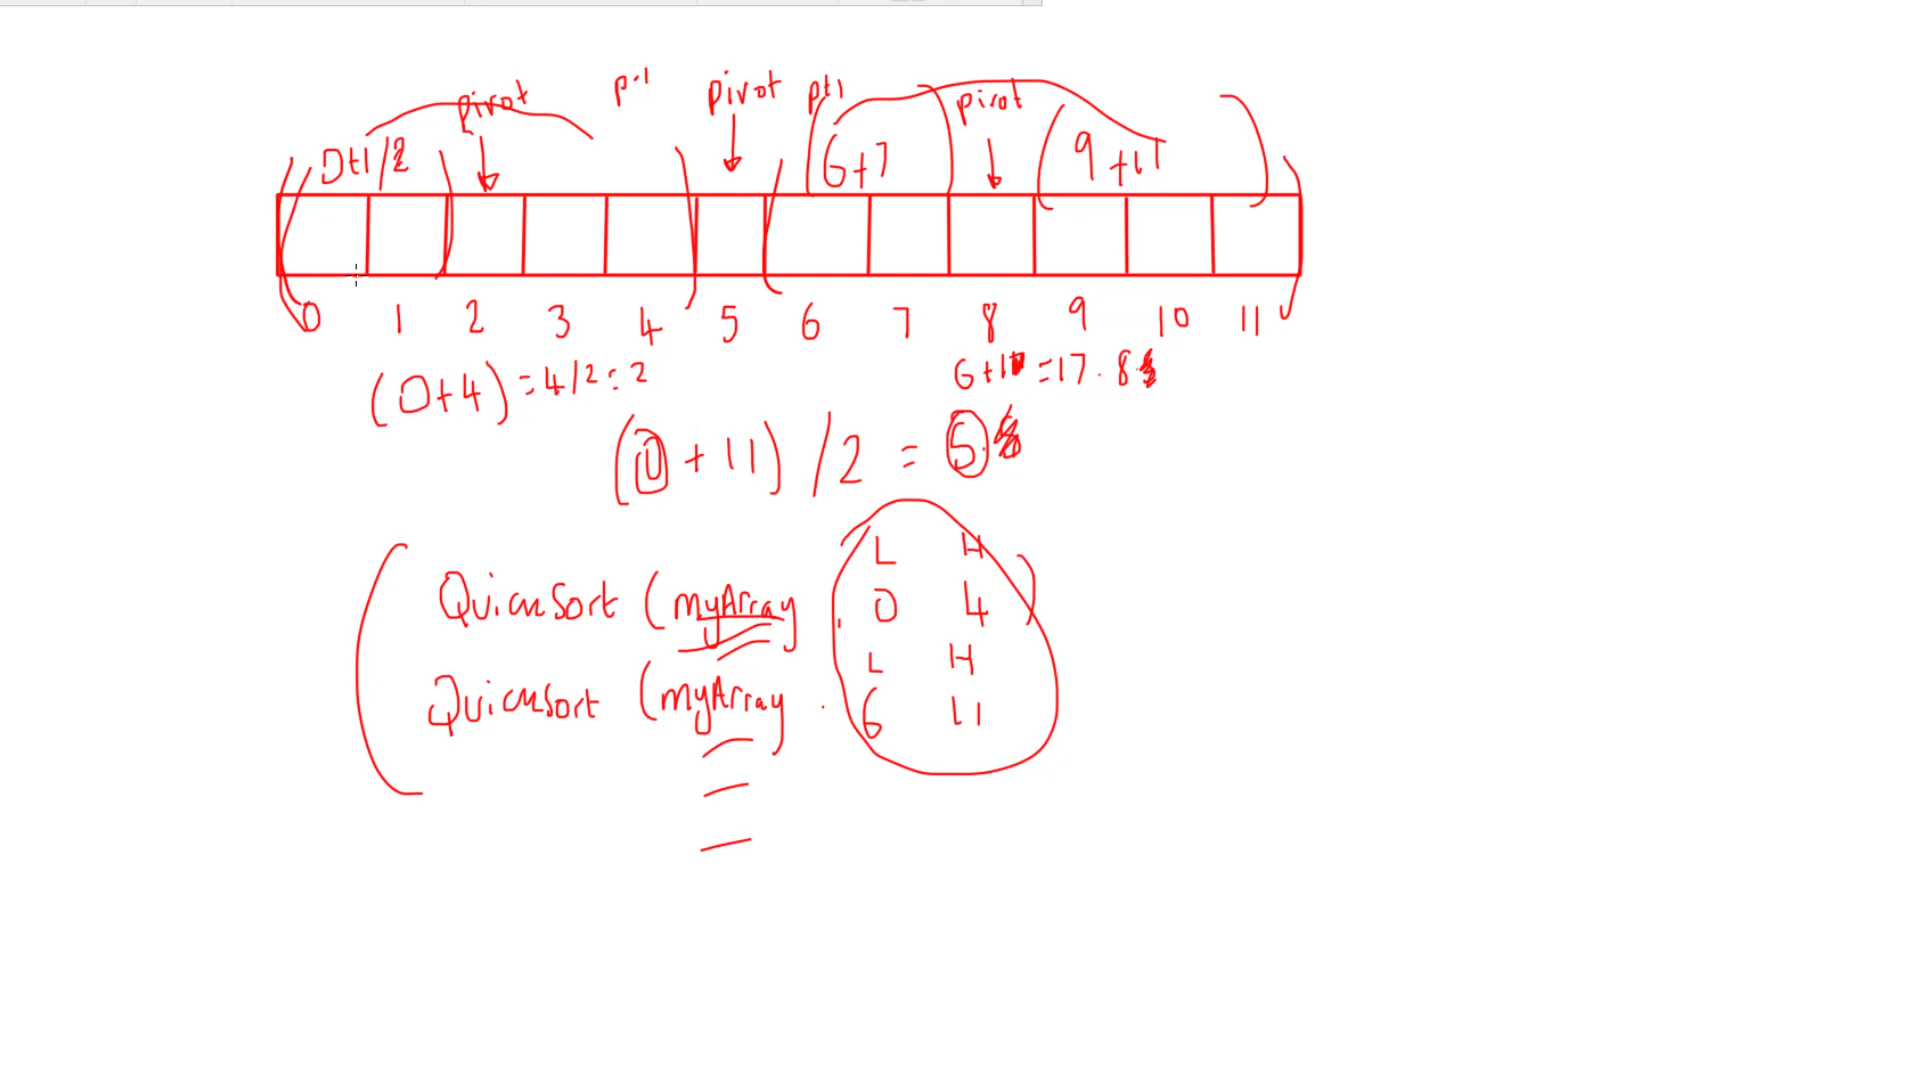 pivot p-1 pivot p+1 pivot
0+1/2 6+7 9+11
0 1 2 3 4 5 6 7 8 9 10 11
(0+4) = 4/2 = 2 6+11 = 17. 8.
(0 + 11) / 2 = 5.
L H
QuickSort (myArray , 0 4 )
L H
QuickSort (myArray . 6 11